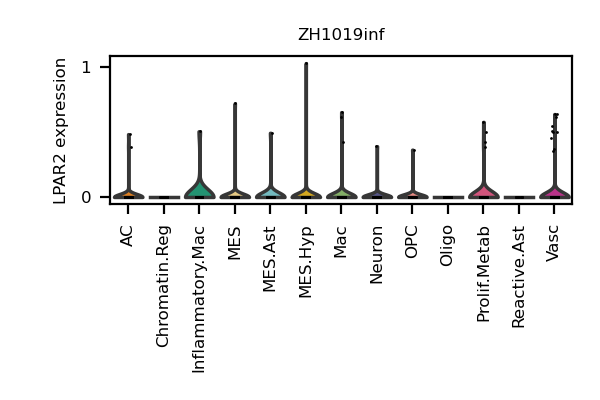 ZH1019inf
LPAR2 expression
1
0
AC
Chromatin.Reg
Inflammatory.Mac
MES
MES.Ast
MES.Hyp
Mac
Neuron
OPC
Oligo
Prolif.Metab
Reactive.Ast
Vasc